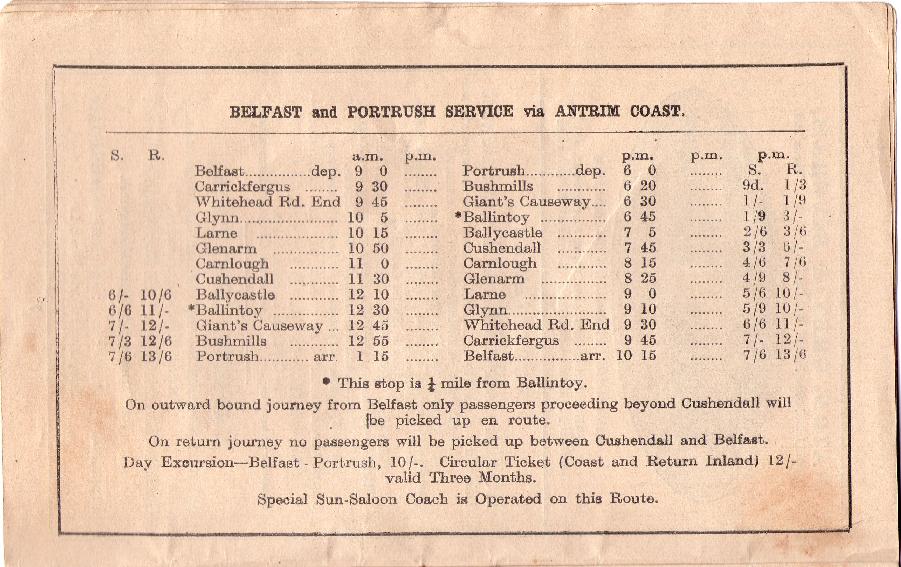 BELFAST and PORTRUSH SERVICE via ANTRIM COAST.
S. R. a.m. p.m. p.m. p.m. p.m.
Belfast...............dep. 9 0 ........ Portrush...........dep. 6 0 ........ S. R.
Carrickfergus ........ 9 30 ........ Bushmills ............ 6 20 ........ 9d. 1/3
Whitehead Rd. End 9 45 ........ Giant's Causeway.... 6 30 ........ 1/- 1/9
Glynn...................... 10 5 ........ *Ballintoy ............... 6 45 ........ 1/9 3/-
Larne .................. 10 15 ........ Ballycastle ............ 7 5 ........ 2/6 3/6
Glenarm ............... 10 50 ........ Cushendall ............ 7 45 ........ 3/3 5/-
Carnlough ............ 11 0 ........ Carnlough ............ 8 15 ........ 4/6 7/6
Cushendall ............ 11 30 ........ Glenarm ............... 8 25 ........ 4/9 8/-
6/- 10/6 Ballycastle ............ 12 10 ........ Larne .................. 9 0 ........ 5/6 10/-
6/6 11/- *Ballintoy ............... 12 30 ........ Glynn..................... 9 10 ........ 5/9 10/-
7/- 12/- Giant's Causeway ... 12 45 ........ Whitehead Rd. End 9 30 ........ 6/6 11/-
7/3 12/6 Bushmills ............ 12 55 ........ Carrickfergus ......... 9 45 ........ 7/- 12/-
7/6 13/6 Portrush............ arr. 1 15 ........ Belfast...............arr. 10 15 ........ 7/6 13/6
* This stop is ¼ mile from Ballintoy.
On outward bound journey from Belfast only passengers proceeding beyond Cushendall will
be picked up en route.
On return journey no passengers will be picked up between Cushendall and Belfast.
Day Excursion—Belfast - Portrush, 10/-. Circular Ticket (Coast and Return Inland) 12/-
valid Three Months.
Special Sun-Saloon Coach is Operated on this Route.